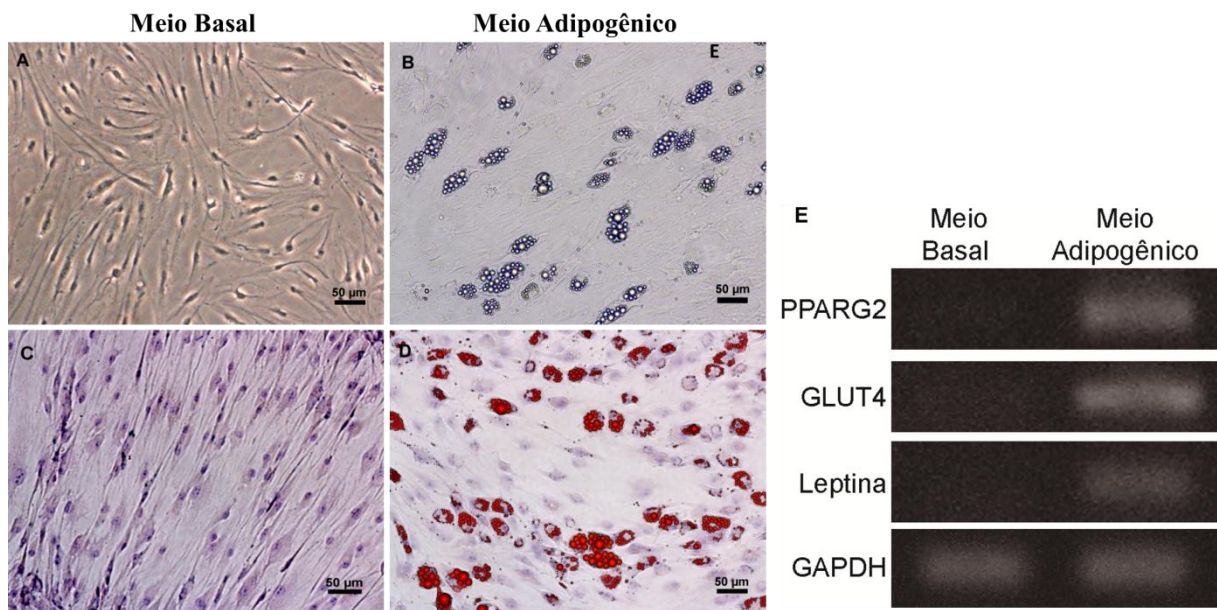 Meio Basal
Meio Adipogênico
A
B
E
50 µm
50 µm
C
D
50 µm
50 µm
E
Meio
Basal
Meio
Adipogênico
PPARG2
GLUT4
Leptina
GAPDH